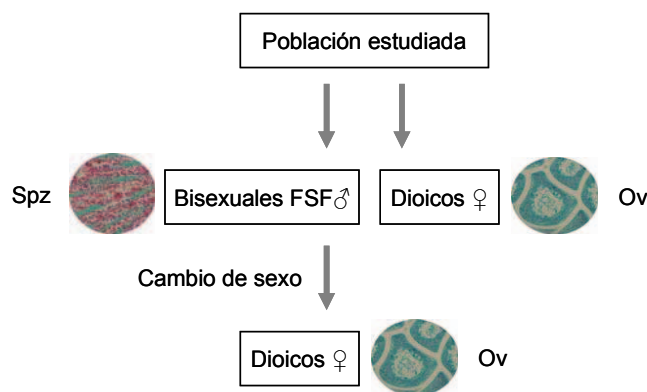 Población estudiada
Spz
Bisexuales FSF♂
Dioicos ♀
Ov
Cambio de sexo
Dioicos ♀
Ov